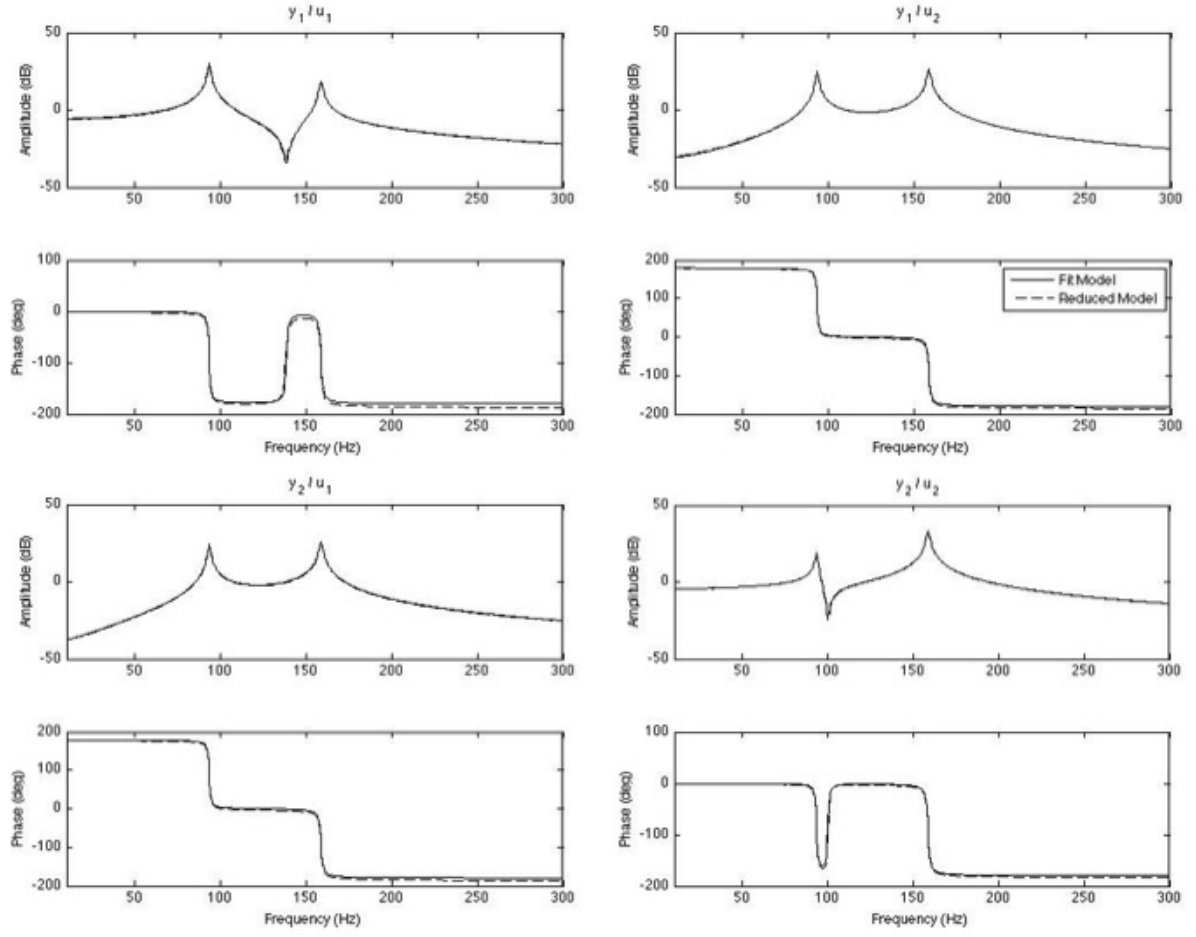 y1 / u1
Amplitude (dB)
50
0
-50
50 100 150 200 250 300
Phase (deg)
100
0
-100
-200
50 100 150 200 250 300
Frequency (Hz)
y1 / u2
Amplitude (dB)
50
0
-50
50 100 150 200 250 300
Phase (deg)
200
100
0
-100
-200
Fit Model
Reduced Model
50 100 150 200 250 300
Frequency (Hz)
y2 / u1
Amplitude (dB)
50
0
-50
50 100 150 200 250 300
Phase (deg)
200
100
0
-100
-200
50 100 150 200 250 300
Frequency (Hz)
y2 / u2
Amplitude (dB)
50
0
-50
50 100 150 200 250 300
Phase (deg)
100
0
-100
-200
50 100 150 200 250 300
Frequency (Hz)